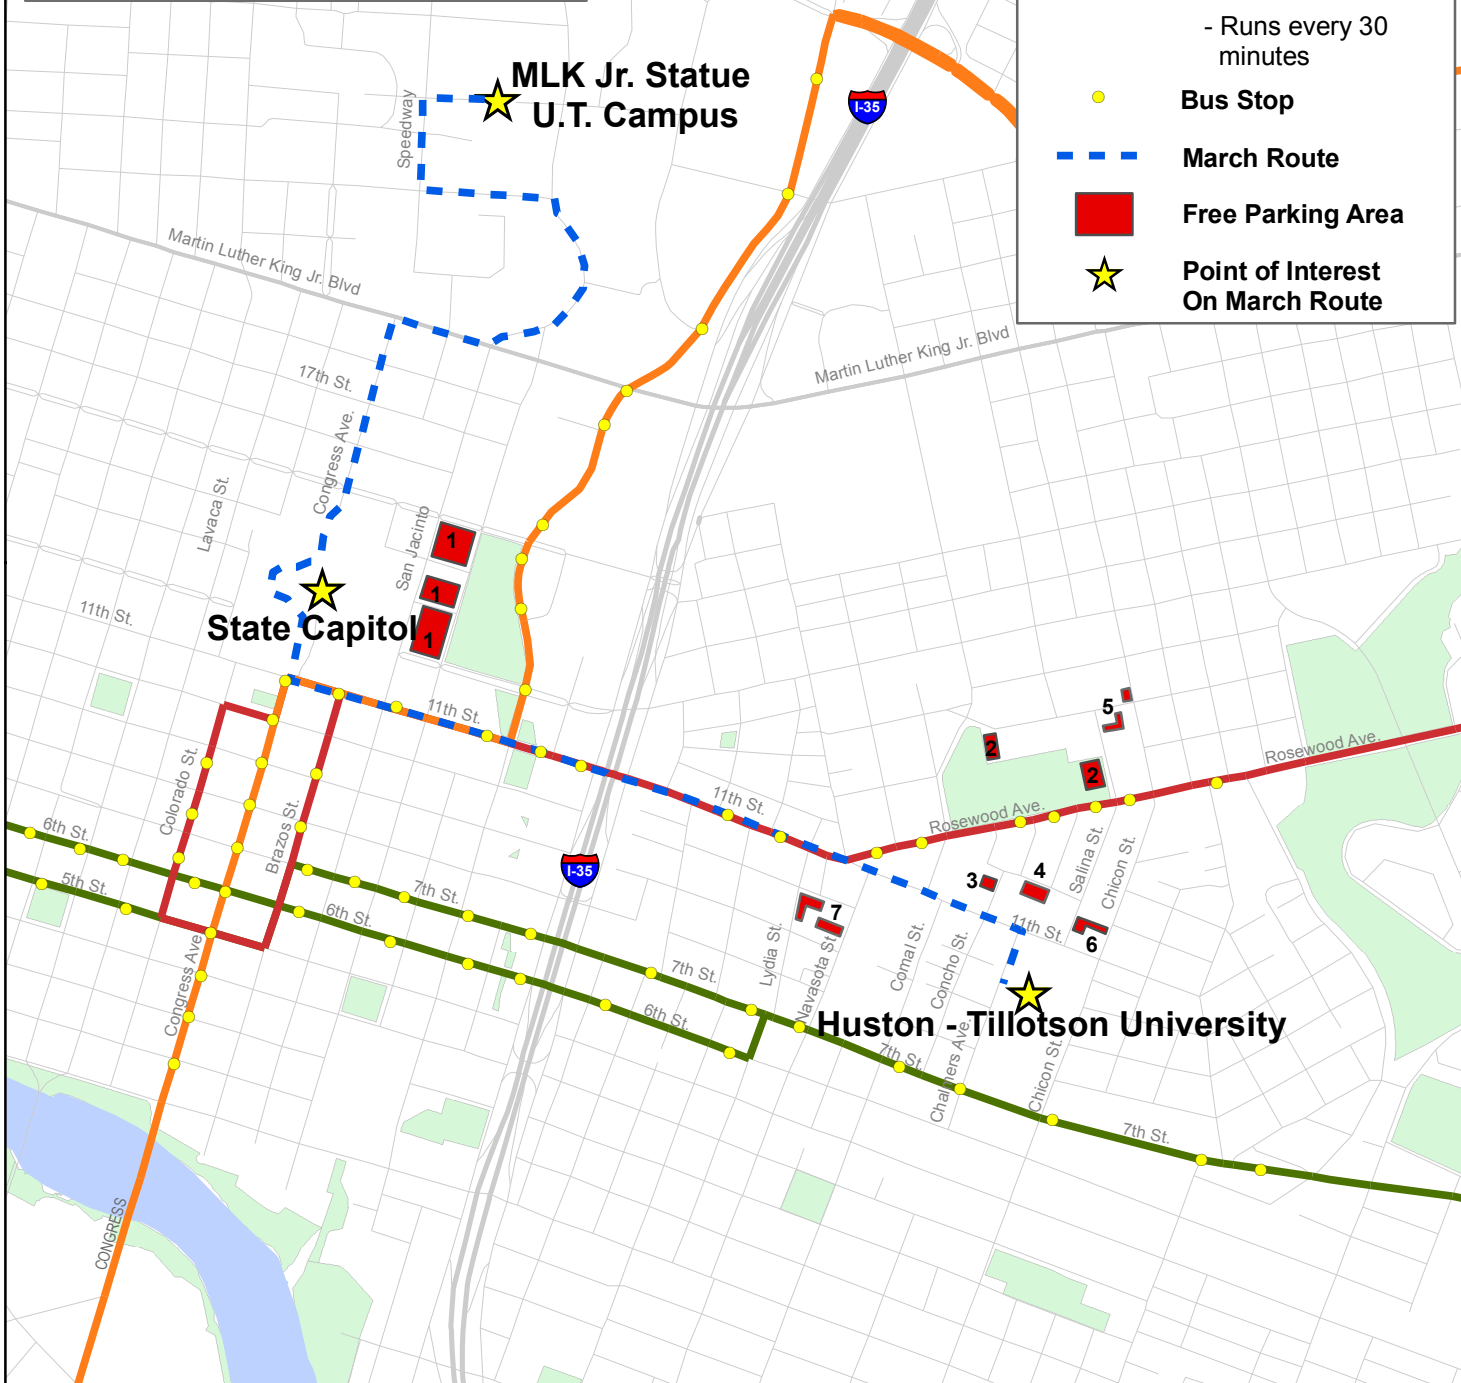 - Runs every 30
minutes
Bus Stop
March Route
Free Parking Area
Point of Interest
On March Route
MLK Jr. Statue
U.T. Campus
Speedway
I-35
Martin Luther King Jr. Blvd
Martin Luther King Jr. Blvd
17th St.
Congress Ave.
Lavaca St.
San Jacinto
1
1
1
11th St.
State Capitol
11th St.
5
2
2
Rosewood Ave.
Colorado St.
Brazos St.
11th St.
Rosewood Ave.
6th St.
5th St.
I-35
7th St.
6th St.
3
4
Salina St.
Chicon St.
7
11th St.
6
Lydia St.
Navasota St.
Comal St.
Concho St.
Congress Ave
7th St.
6th St.
Huston - Tillotson University
7th St.
Chalmers Ave.
Chicon St.
7th St.
CONGRESS